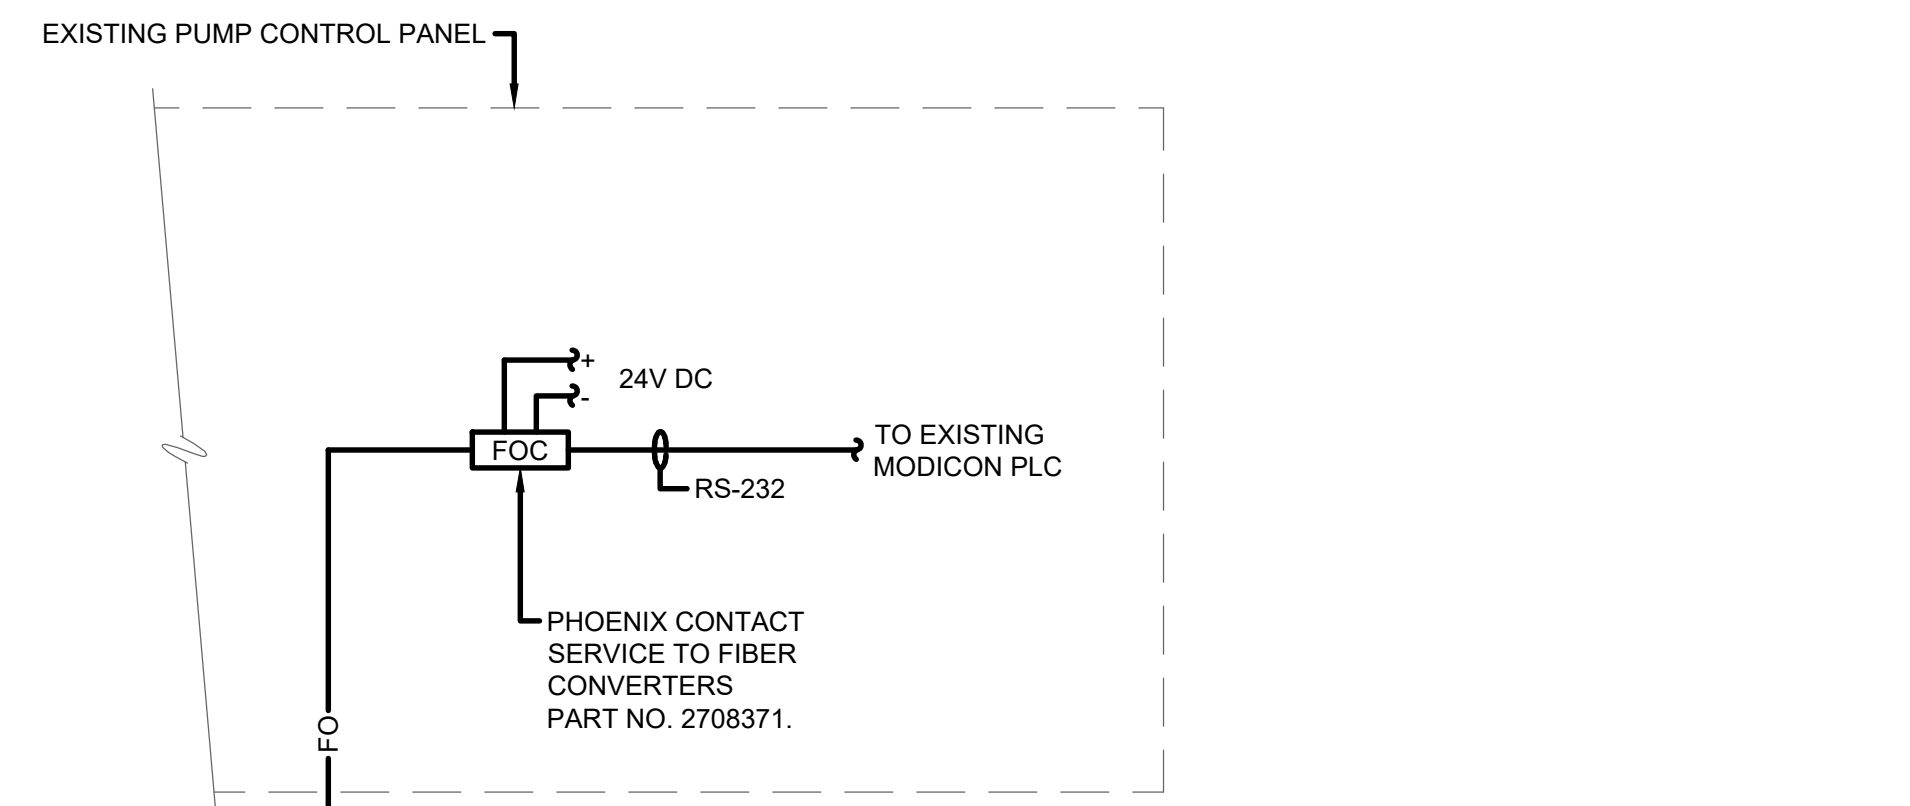 EXISTING PUMP CONTROL PANEL
+
24V DC
-
FOC
TO EXISTING
MODICON PLC
RS-232
PHOENIX CONTACT
SERVICE TO FIBER
CONVERTERS
PART NO. 2708371.
FO